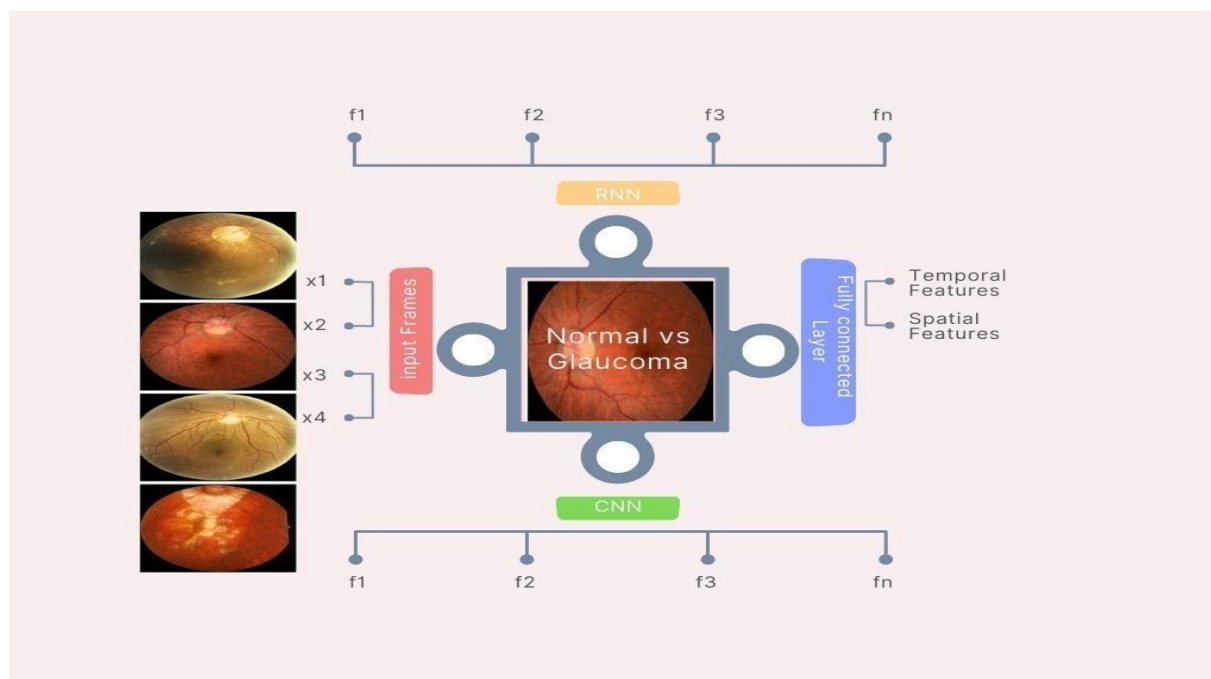 f1 f2 f3 fn
RNN
x1
x2
x3
x4
input Frames
Normal vs
Glaucoma
Fully connected
Layer
Temporal
Features
Spatial
Features
CNN
f1 f2 f3 fn